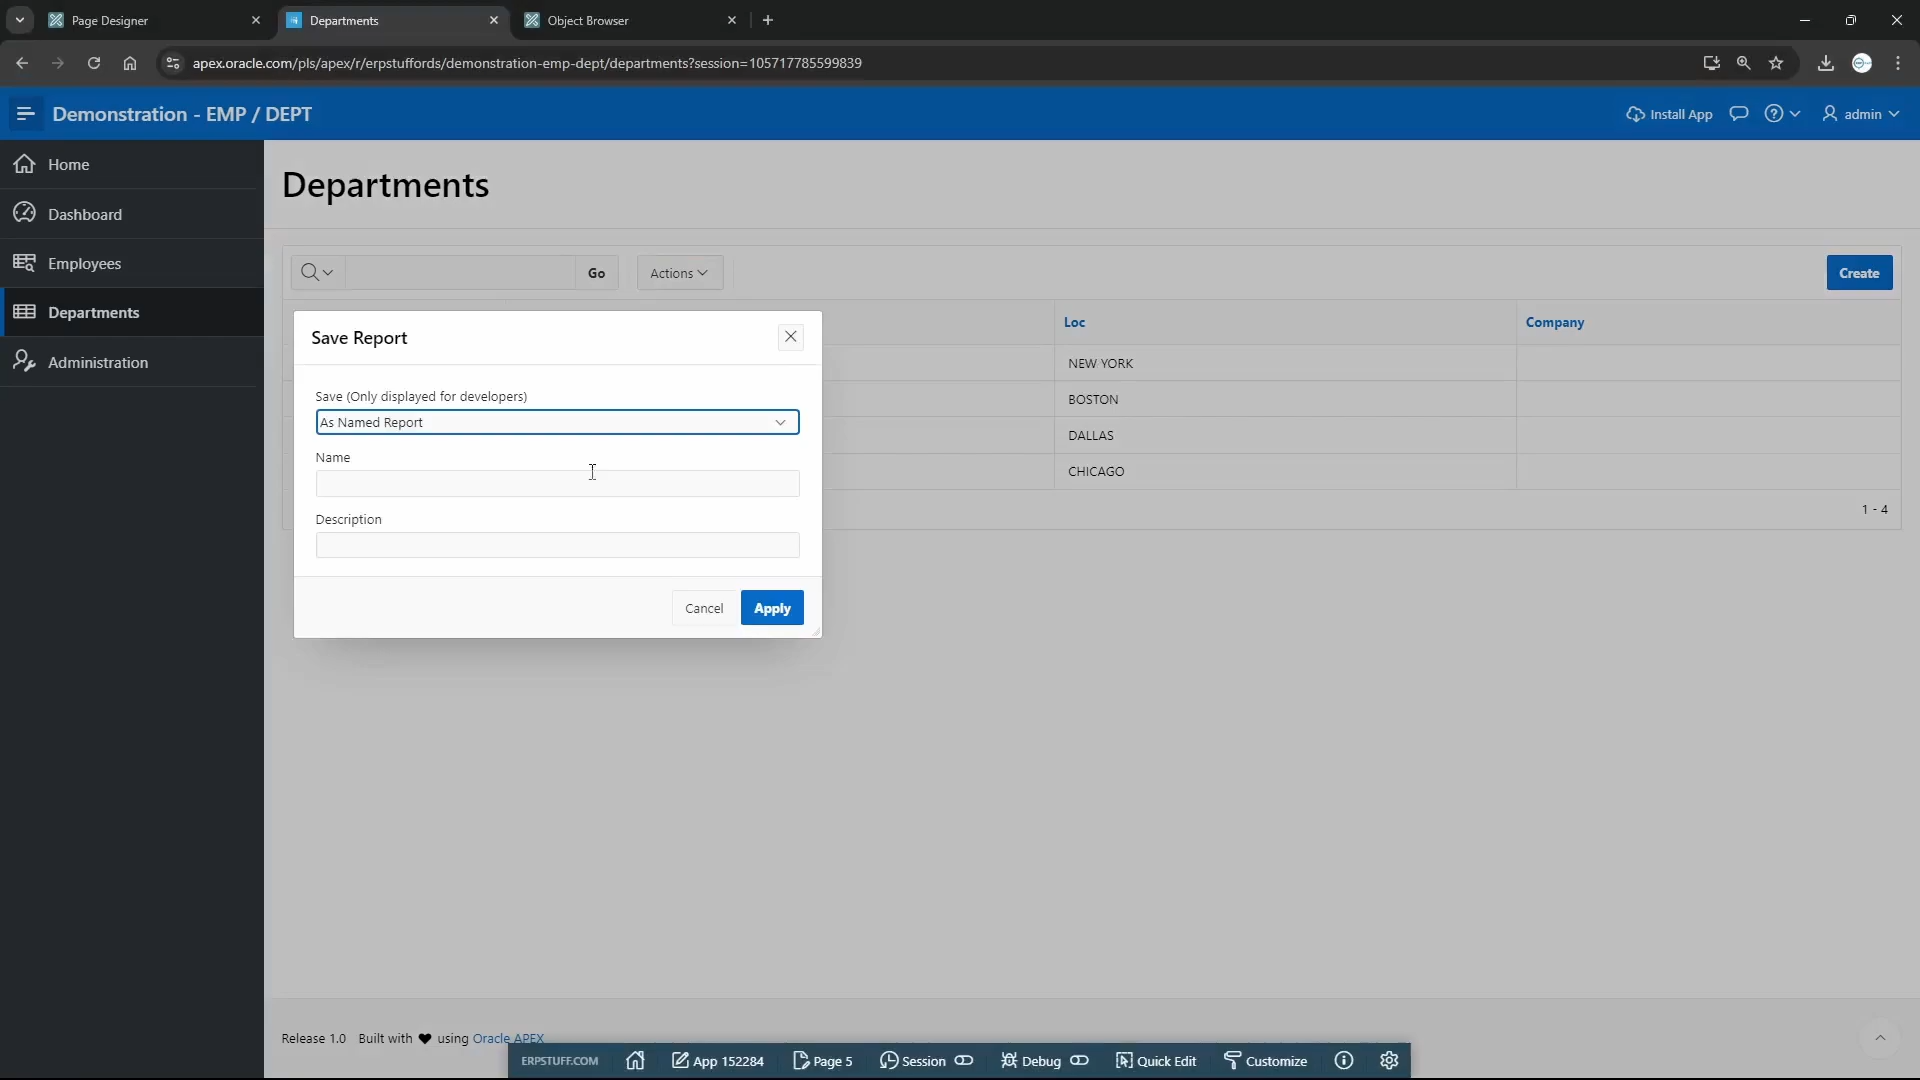 Page Designer
Departments
Object Browser
apex.oracle.com/pls/apex/r/erpstuffords/demonstration-emp-dept/departments?session=105717785599839
Demonstration - EMP / DEPT
Install App
admin
Home
Dashboard
Employees
Departments
Administration
Departments
Go
Actions
Create
Loc
Company
NEW YORK
BOSTON
DALLAS
CHICAGO
1 - 4
Save Report
Save (Only displayed for developers)
As Named Report
Name
Description
Cancel
Apply
Release 1.0 Built with ♥ using Oracle APEX
ERPSTUFF.COM
App 152284
Page 5
Session
Debug
Quick Edit
Customize